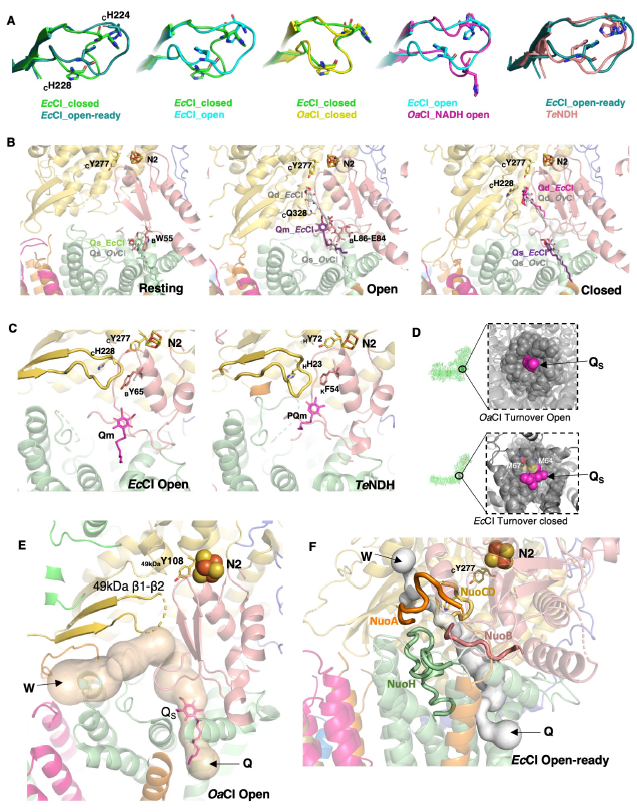 A
cH224
cH228
EcCI_closed
EcCI_open-ready
EcCI_closed
EcCI_open
EcCI_closed
OaCI_closed
EcCI_open
OaCI_NADH open
EcCI_open-ready
TeNDH
B
cY277
N2
Qs_EcCI
Qs_OvCI
BW55
Resting
cY277
N2
Qd_EcCI
cQ328
Qm_EcCI
Qs_OvCI
BL86-E84
Open
cY277
N2
cH228
Qd_EcCI
Qd_OvCI
Qs_EcCI
Qs_OvCI
Closed
C
cY277
N2
cH228
BY65
Qm
EcCI Open
HY72
N2
HH23
KF54
PQm
TeNDH
D
QS
OaCI Turnover Open
M67
M64
QS
EcCI Turnover closed
E
49kDaY108
N2
49kDa β1-β2
W
QS
Q
OaCI Open
F
W
cY277
N2
NuoCD
NuoA
NuoB
NuoH
Q
EcCI Open-ready